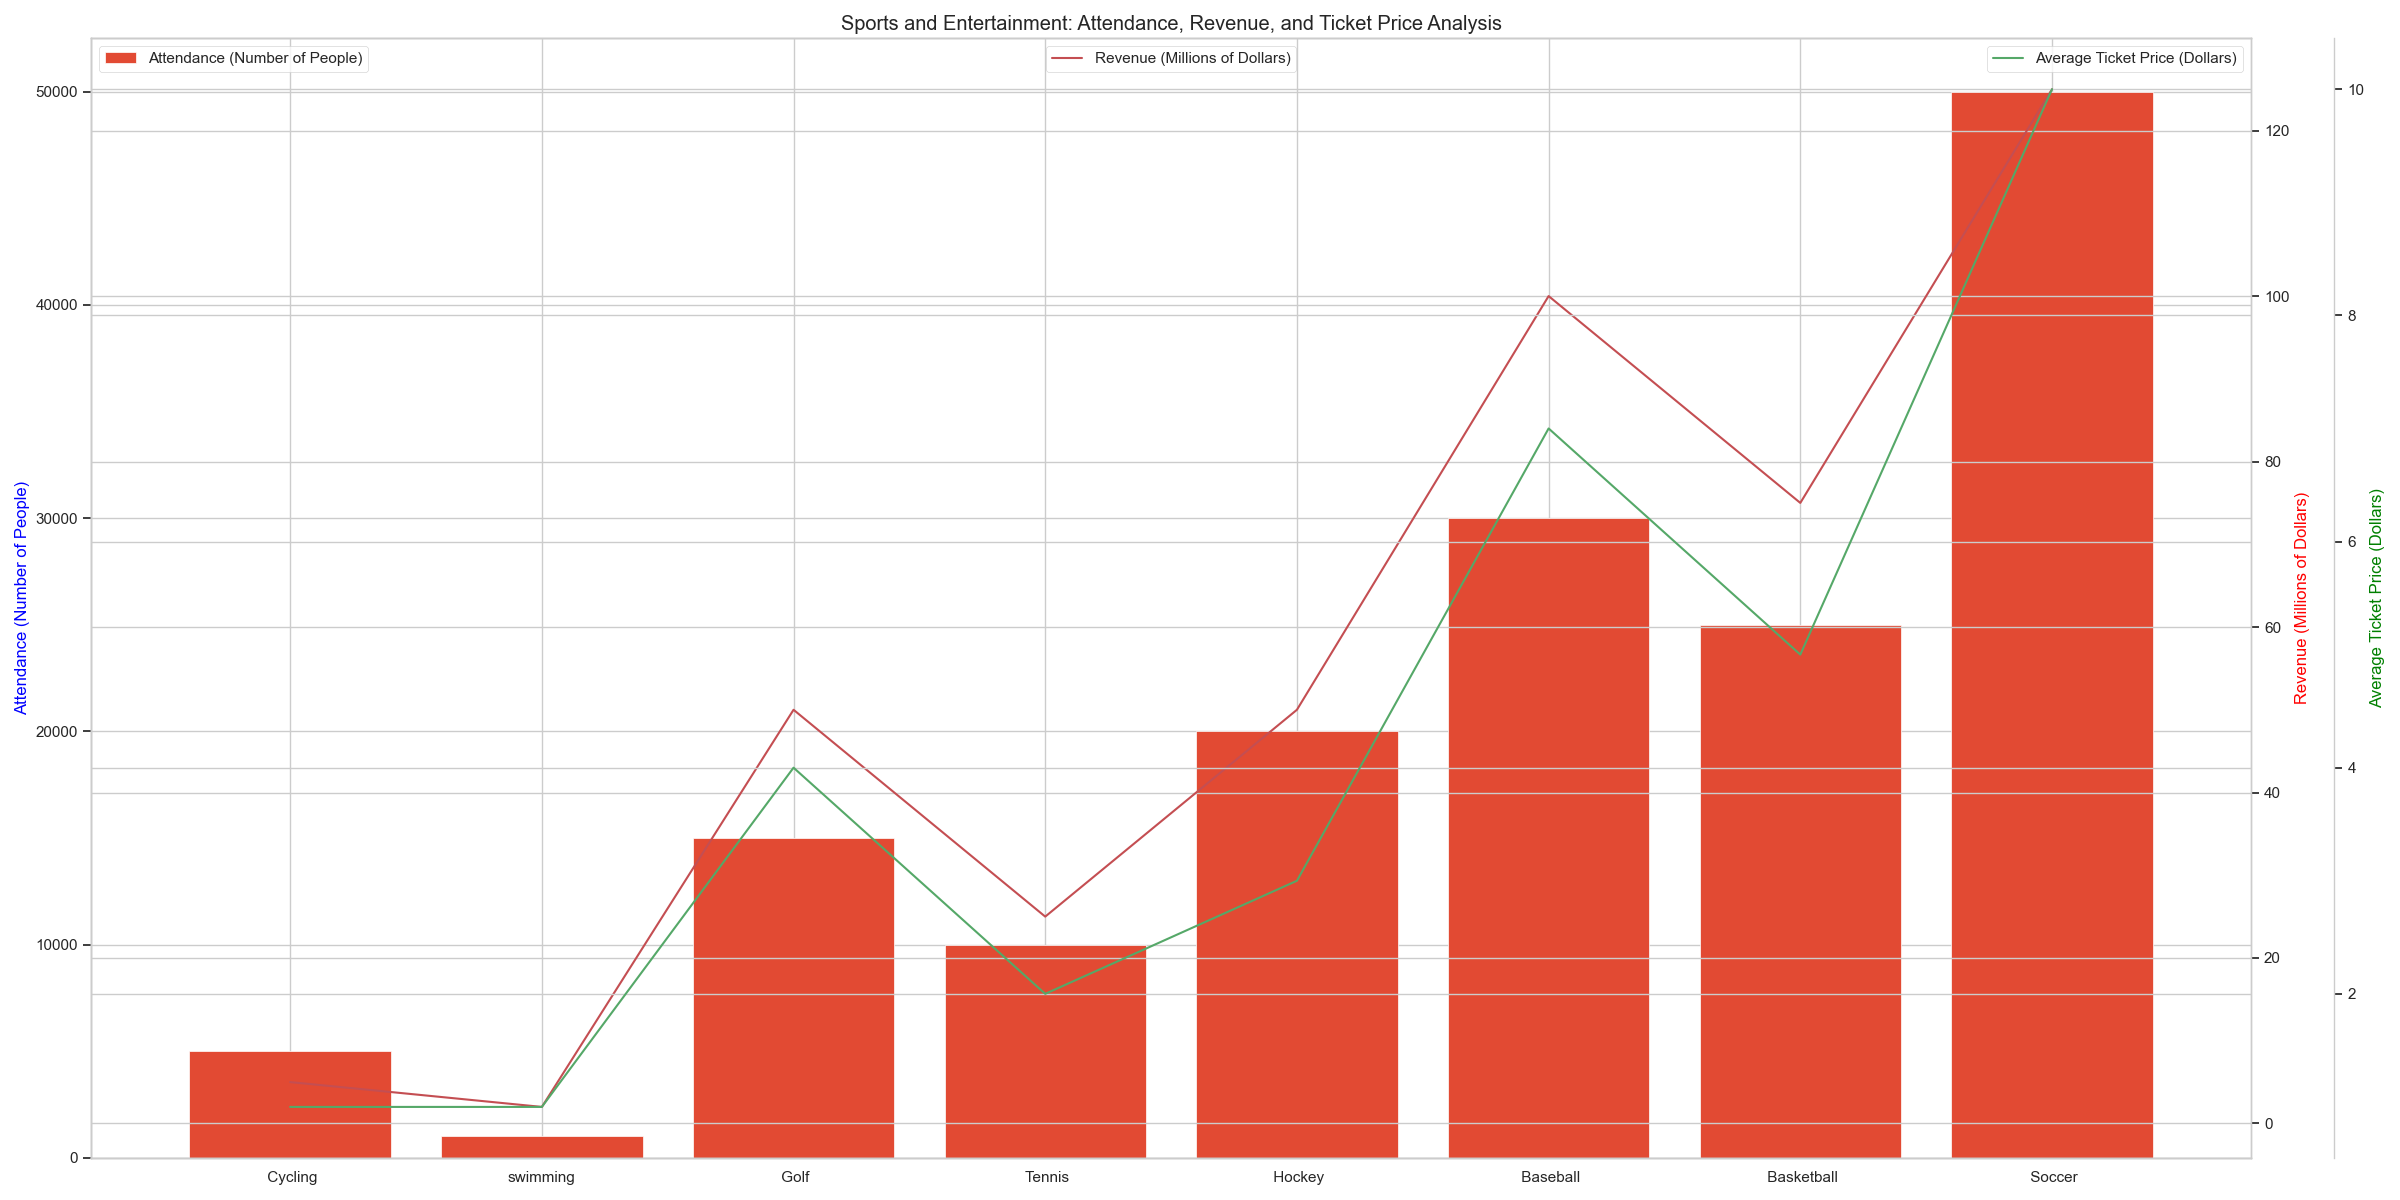 Sports and Entertainment: Attendance, Revenue, and Ticket Price Analysis
Attendance (Number of People)
Revenue (Millions of Dollars)
Average Ticket Price (Dollars)
Attendance (Number of People)
50000
40000
30000
20000
10000
0
120
100
80
60
40
20
0
Revenue (Millions of Dollars)
10
8
6
4
2
Average Ticket Price (Dollars)
Cycling
swimming
Golf
Tennis
Hockey
Baseball
Basketball
Soccer